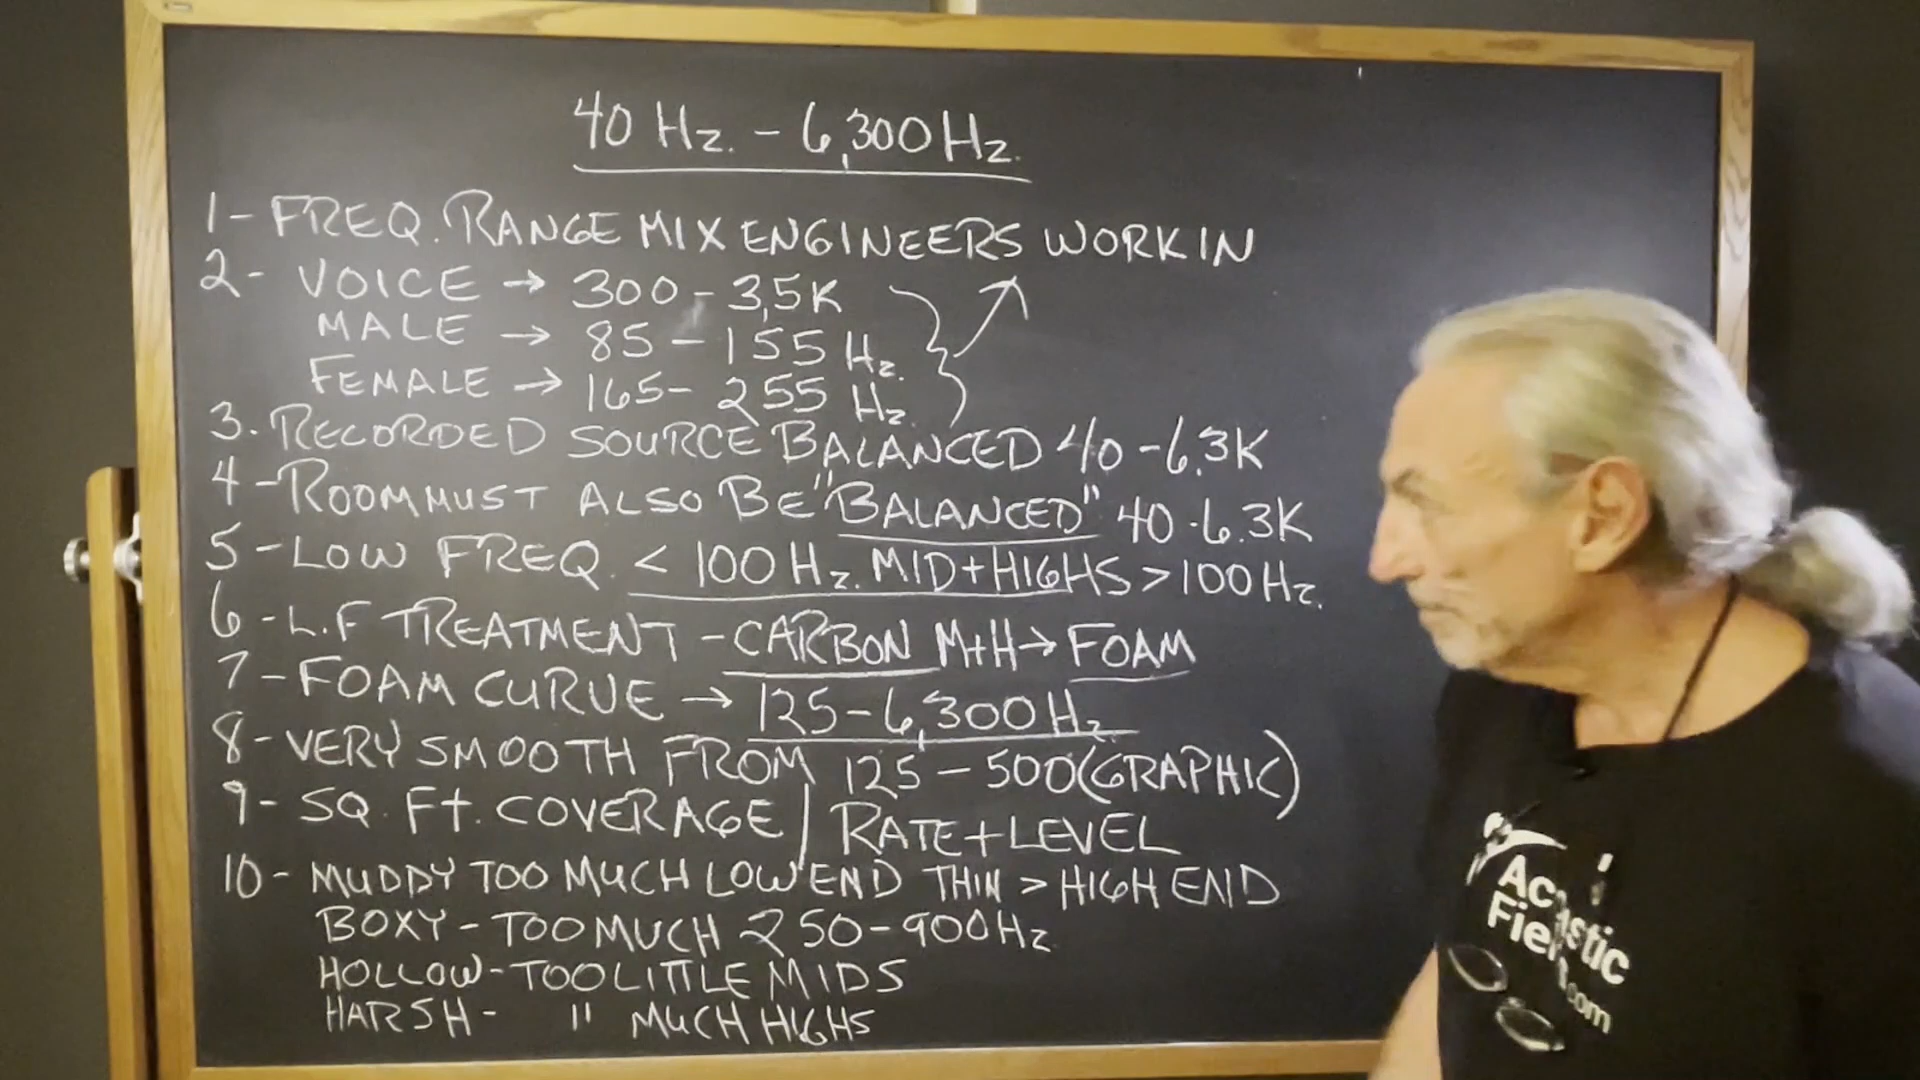 40 Hz. - 6,300 Hz.
1 - FREQ. RANGE MIX ENGINEERS WORK IN
2 - VOICE → 300 - 3,5K
MALE → 85 - 155 Hz.
FEMALE → 165 - 255 Hz.
3. RECORDED SOURCE BALANCED 40 - 6.3K
4 - ROOM MUST ALSO BE "BALANCED" 40 - 6.3K
5 - LOW FREQ. < 100 Hz. MID + HIGHS > 100 Hz.
6 - L.F TREATMENT - CARBON M+H → FOAM
7 - FOAM CURVE → 125 - 6,300 Hz.
8 - VERY SMOOTH FROM 125 - 500 (GRAPHIC)
9 - SQ. Ft. COVERAGE / RATE + LEVEL
10 - MUDDY TOO MUCH LOW END THIN > HIGH END
BOXY - TOO MUCH 250 - 900 Hz
HOLLOW - TOO LITTLE MIDS
HARSH - " MUCH HIGHS